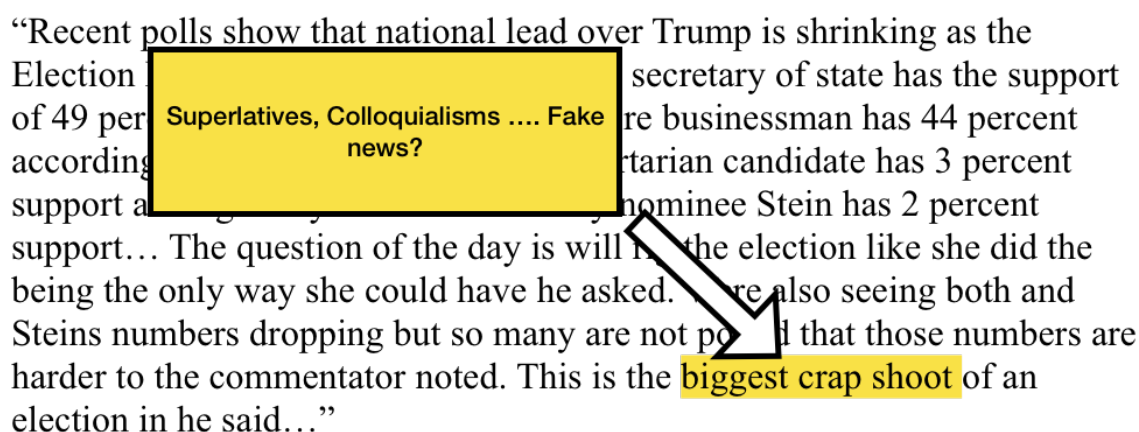 “Recent polls show that national lead over Trump is shrinking as the
Election secretary of state has the support
of 49 businessman has 44 percent
according candidate has 3 percent
support nominee Stein has 2 percent
support… The question of the day is will the election like she did the
being the only way she could have he asked. also seeing both and
Steins numbers dropping but so many are not that those numbers are
harder to the commentator noted. This is the biggest crap shoot of an
election in he said…”
Superlatives, Colloquialisms …. Fake
news?